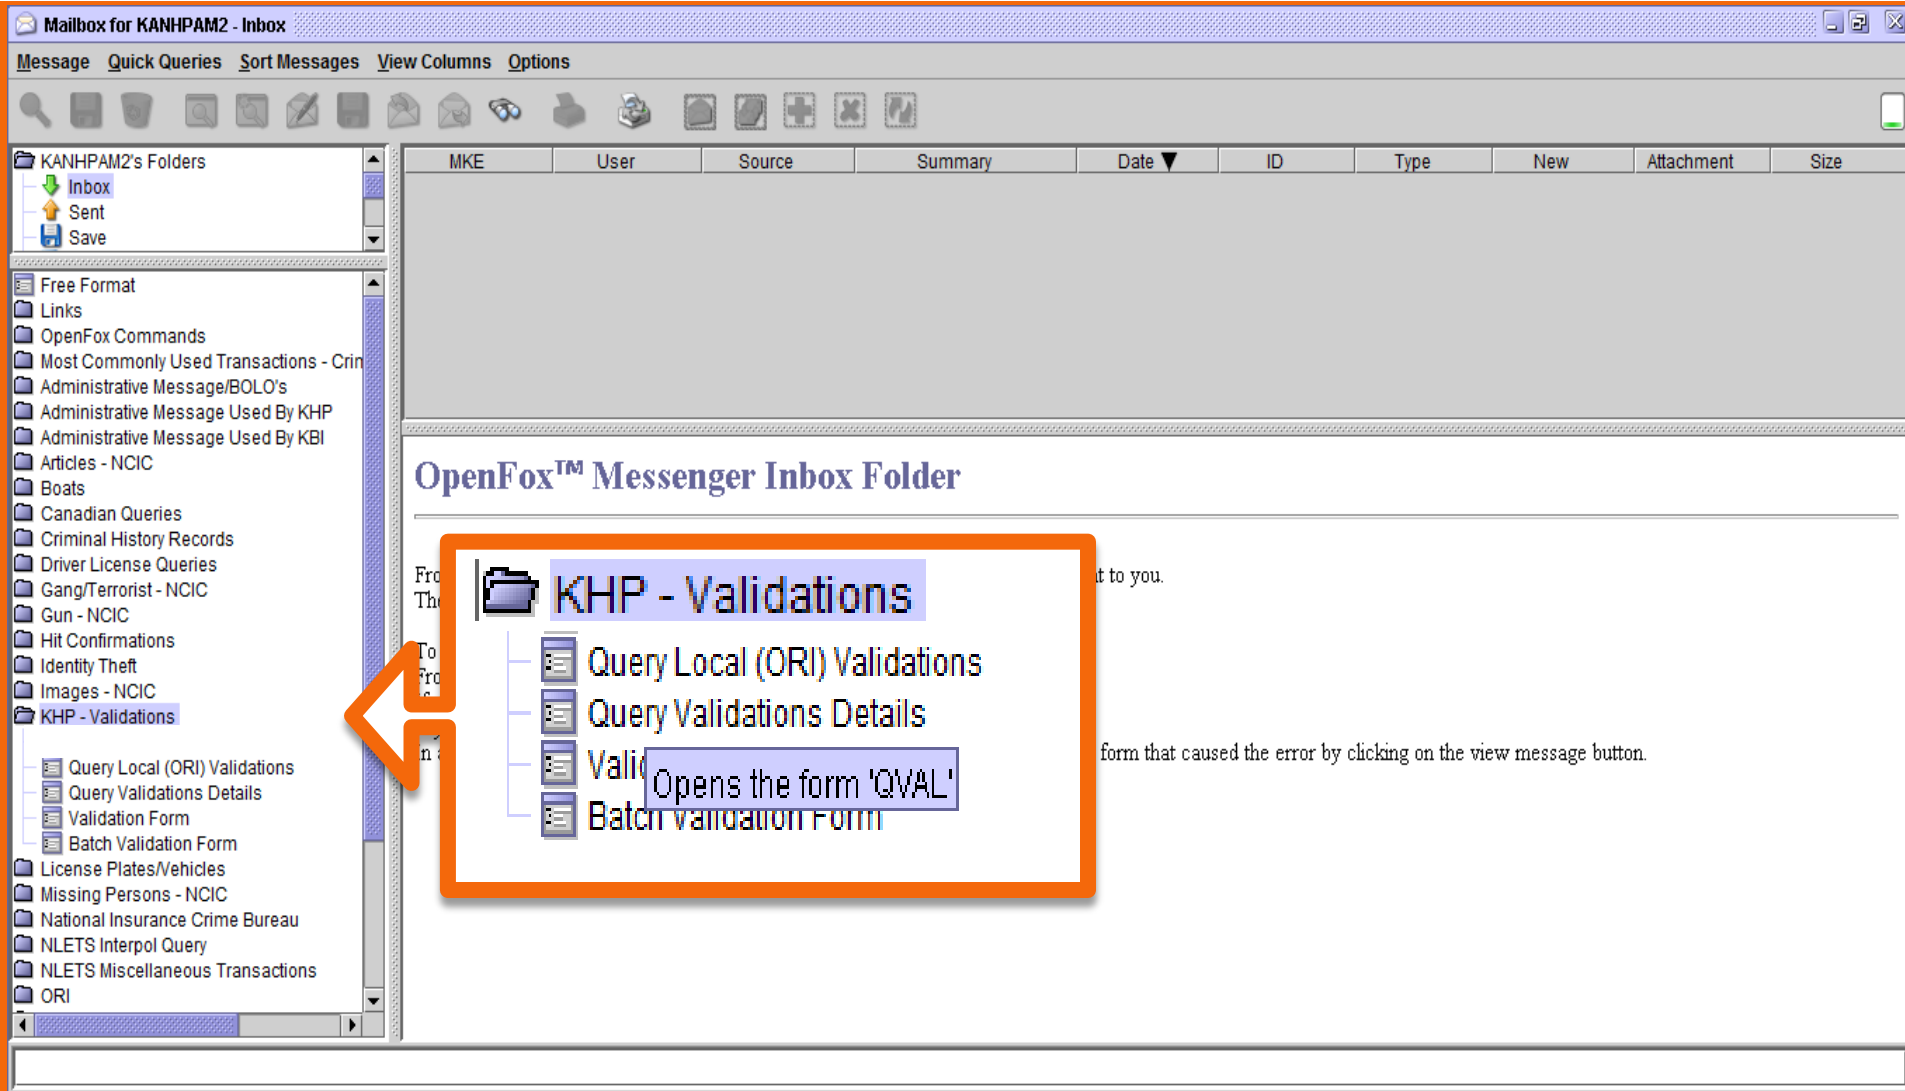 Mailbox for KANHPAM2 - Inbox
Message Quick Queries Sort Messages View Columns Options
KANHPAM2's Folders
Inbox
Sent
Save
MKE User Source Summary Date ▼ ID Type New Attachment Size
Free Format
Links
OpenFox Commands
Most Commonly Used Transactions - Crim
Administrative Message/BOLO's
Administrative Message Used By KHP
Administrative Message Used By KBI
Articles - NCIC
Boats
Canadian Queries
Criminal History Records
Driver License Queries
Gang/Terrorist - NCIC
Gun - NCIC
Hit Confirmations
Identity Theft
Images - NCIC
KHP - Validations
Query Local (ORI) Validations
Query Validations Details
Validation Form
Batch Validation Form
License Plates/Vehicles
Missing Persons - NCIC
National Insurance Crime Bureau
NLETS Interpol Query
NLETS Miscellaneous Transactions
ORI
OpenFox™ Messenger Inbox Folder
to you.
To
form that caused the error by clicking on the view message button.
KHP - Validations
Query Local (ORI) Validations
Query Validations Details
Opens the form 'QVAL'
Batch Validation Form